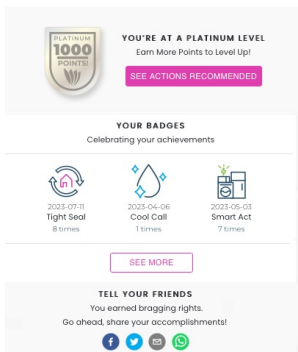 PLATINUM
1000
POINTS!
YOU'RE AT A PLATINUM LEVEL
Earn More Points to Level Up!
SEE ACTIONS RECOMMENDED
YOUR BADGES
Celebrating your achievements
2023-07-11
Tight Seal
8 times
2023-04-06
Cool Call
1 times
2023-05-03
Smart Act
7 times
SEE MORE
TELL YOUR FRIENDS
You earned bragging rights.
Go ahead, share your accomplishments!